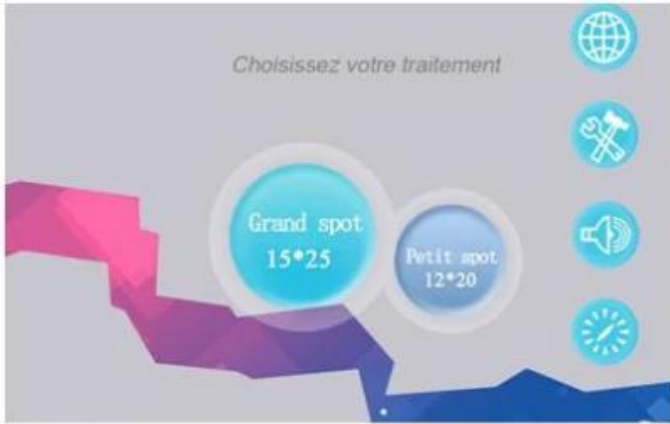 Choisissez votre traitement
Grand spot
15*25
Petit spot
12*20